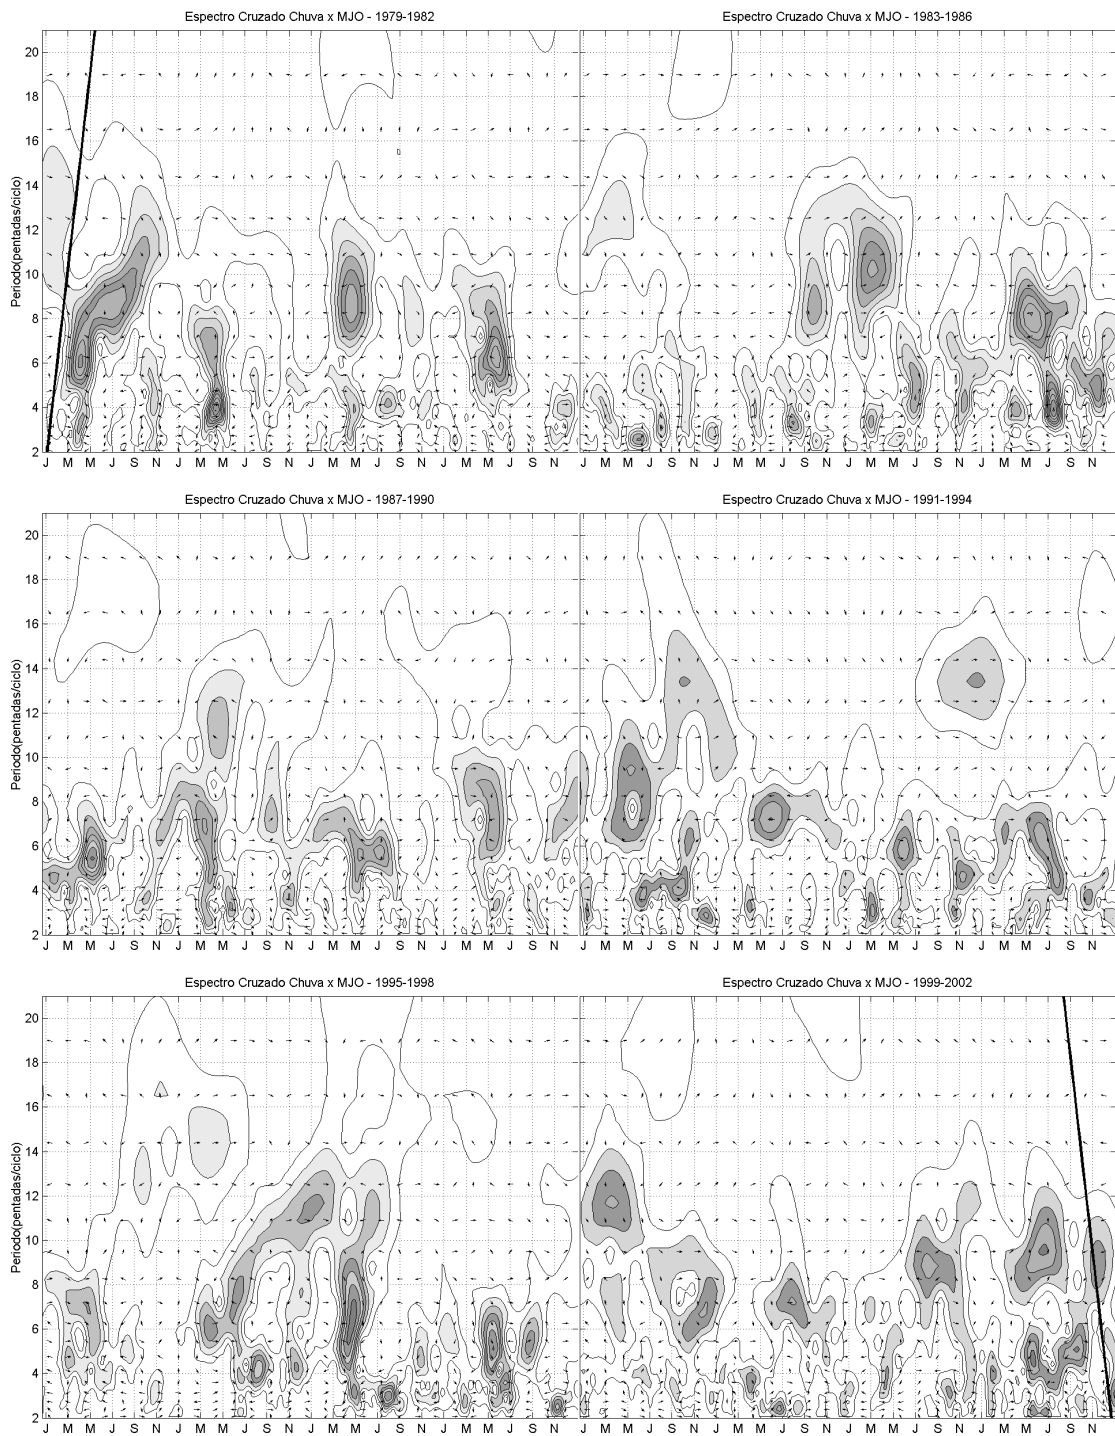 Espectro Cruzado Chuva x MJO - 1979-1982
Espectro Cruzado Chuva x MJO - 1983-1986
Periodo(pentadas/ciclo)
20
18
16
14
12
10
8
6
4
2
J M M J S N J M M J S N J M M J S N J M M J S N
J M M J S N J M M J S N J M M J S N J M M J S N
Espectro Cruzado Chuva x MJO - 1987-1990
Espectro Cruzado Chuva x MJO - 1991-1994
Periodo(pentadas/ciclo)
20
18
16
14
12
10
8
6
4
2
J M M J S N J M M J S N J M M J S N J M M J S N
J M M J S N J M M J S N J M M J S N J M M J S N
Espectro Cruzado Chuva x MJO - 1995-1998
Espectro Cruzado Chuva x MJO - 1999-2002
Periodo(pentadas/ciclo)
20
18
16
14
12
10
8
6
4
2
J M M J S N J M M J S N J M M J S N J M M J S N
J M M J S N J M M J S N J M M J S N J M M J S N